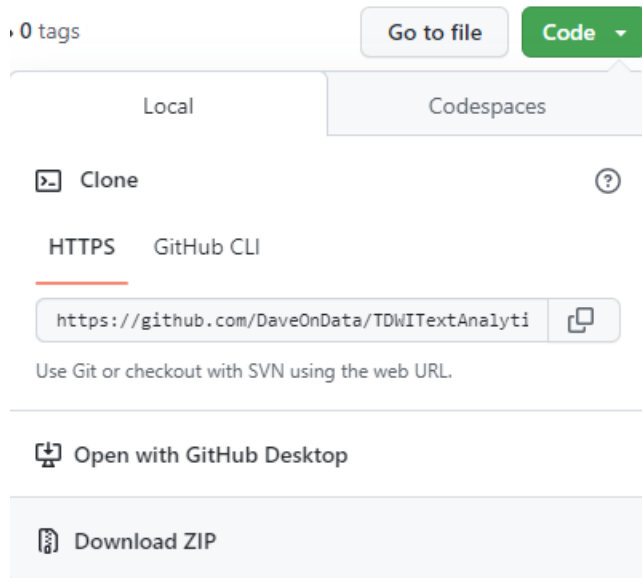 0 tags
Go to file
Code
Local
Codespaces
Clone
HTTPS
GitHub CLI
https://github.com/DaveOnData/TDWITextAnalyti
Use Git or checkout with SVN using the web URL.
Open with GitHub Desktop
Download ZIP